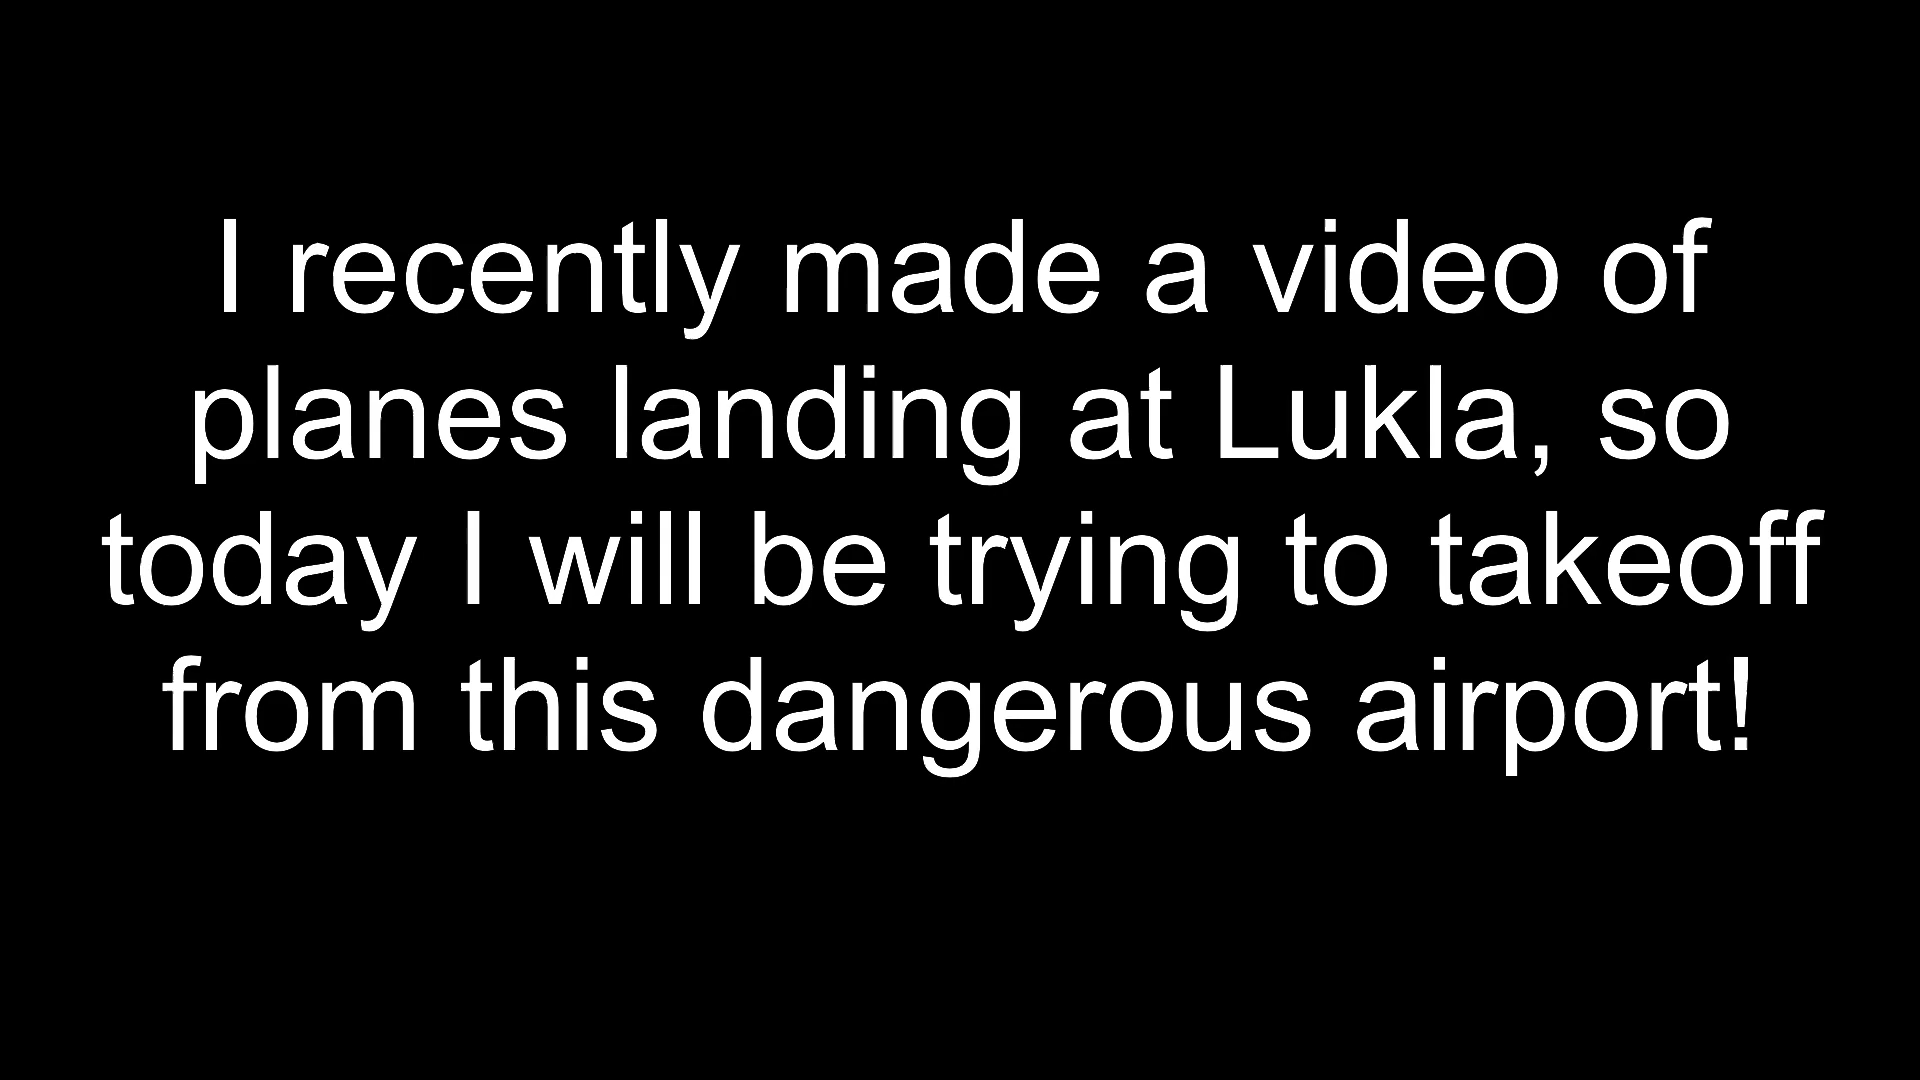 I recently made a video of
planes landing at Lukla, so
today I will be trying to takeoff
from this dangerous airport!